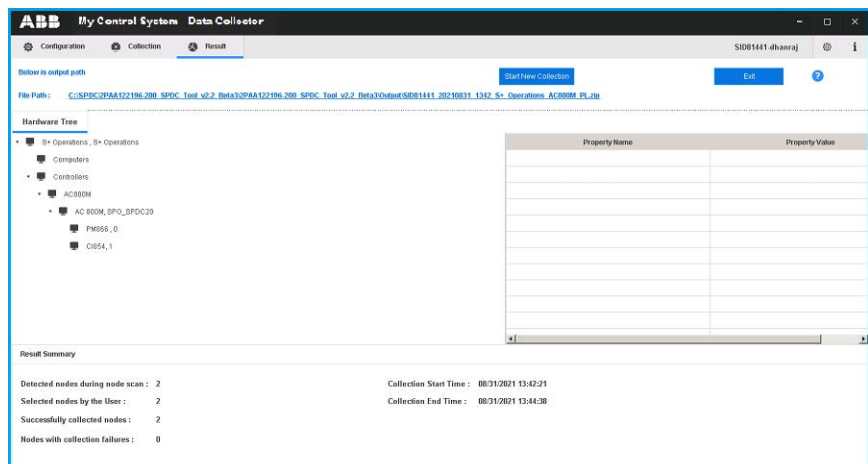 ABB My Control System Data Collector
Configuration Collection Result SID81441-dhanraj
Below is output path Start New Collection Exit ?
File Path : C:\SPDC\2PAA122196-200_SPDC_Tool_v2.2_Beta3\2PAA122196-200_SPDC_Tool_v2.2_Beta3\Output\SID81441_20210831_1342_S+_Operations_AC800M_PL.zip
Hardware Tree
S+ Operations , S+ Operations
Property Name Property Value
Computers
Controllers
AC800M
AC 800M, SPO_SPDC20
PM866 , 0
CI854, 1
Result Summary
Detected nodes during node scan : 2 Collection Start Time : 08/31/2021 13:42:21
Selected nodes by the User : 2 Collection End Time : 08/31/2021 13:44:38
Successfully collected nodes : 2
Nodes with collection failures : 0